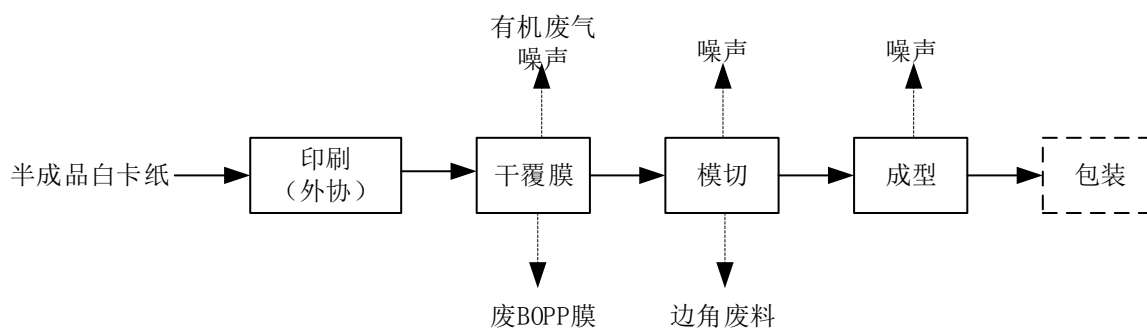 有机废气
噪声
噪声
噪声
半成品白卡纸
印刷
（外协）
干覆膜
模切
成型
包装
废BOPP膜
边角废料